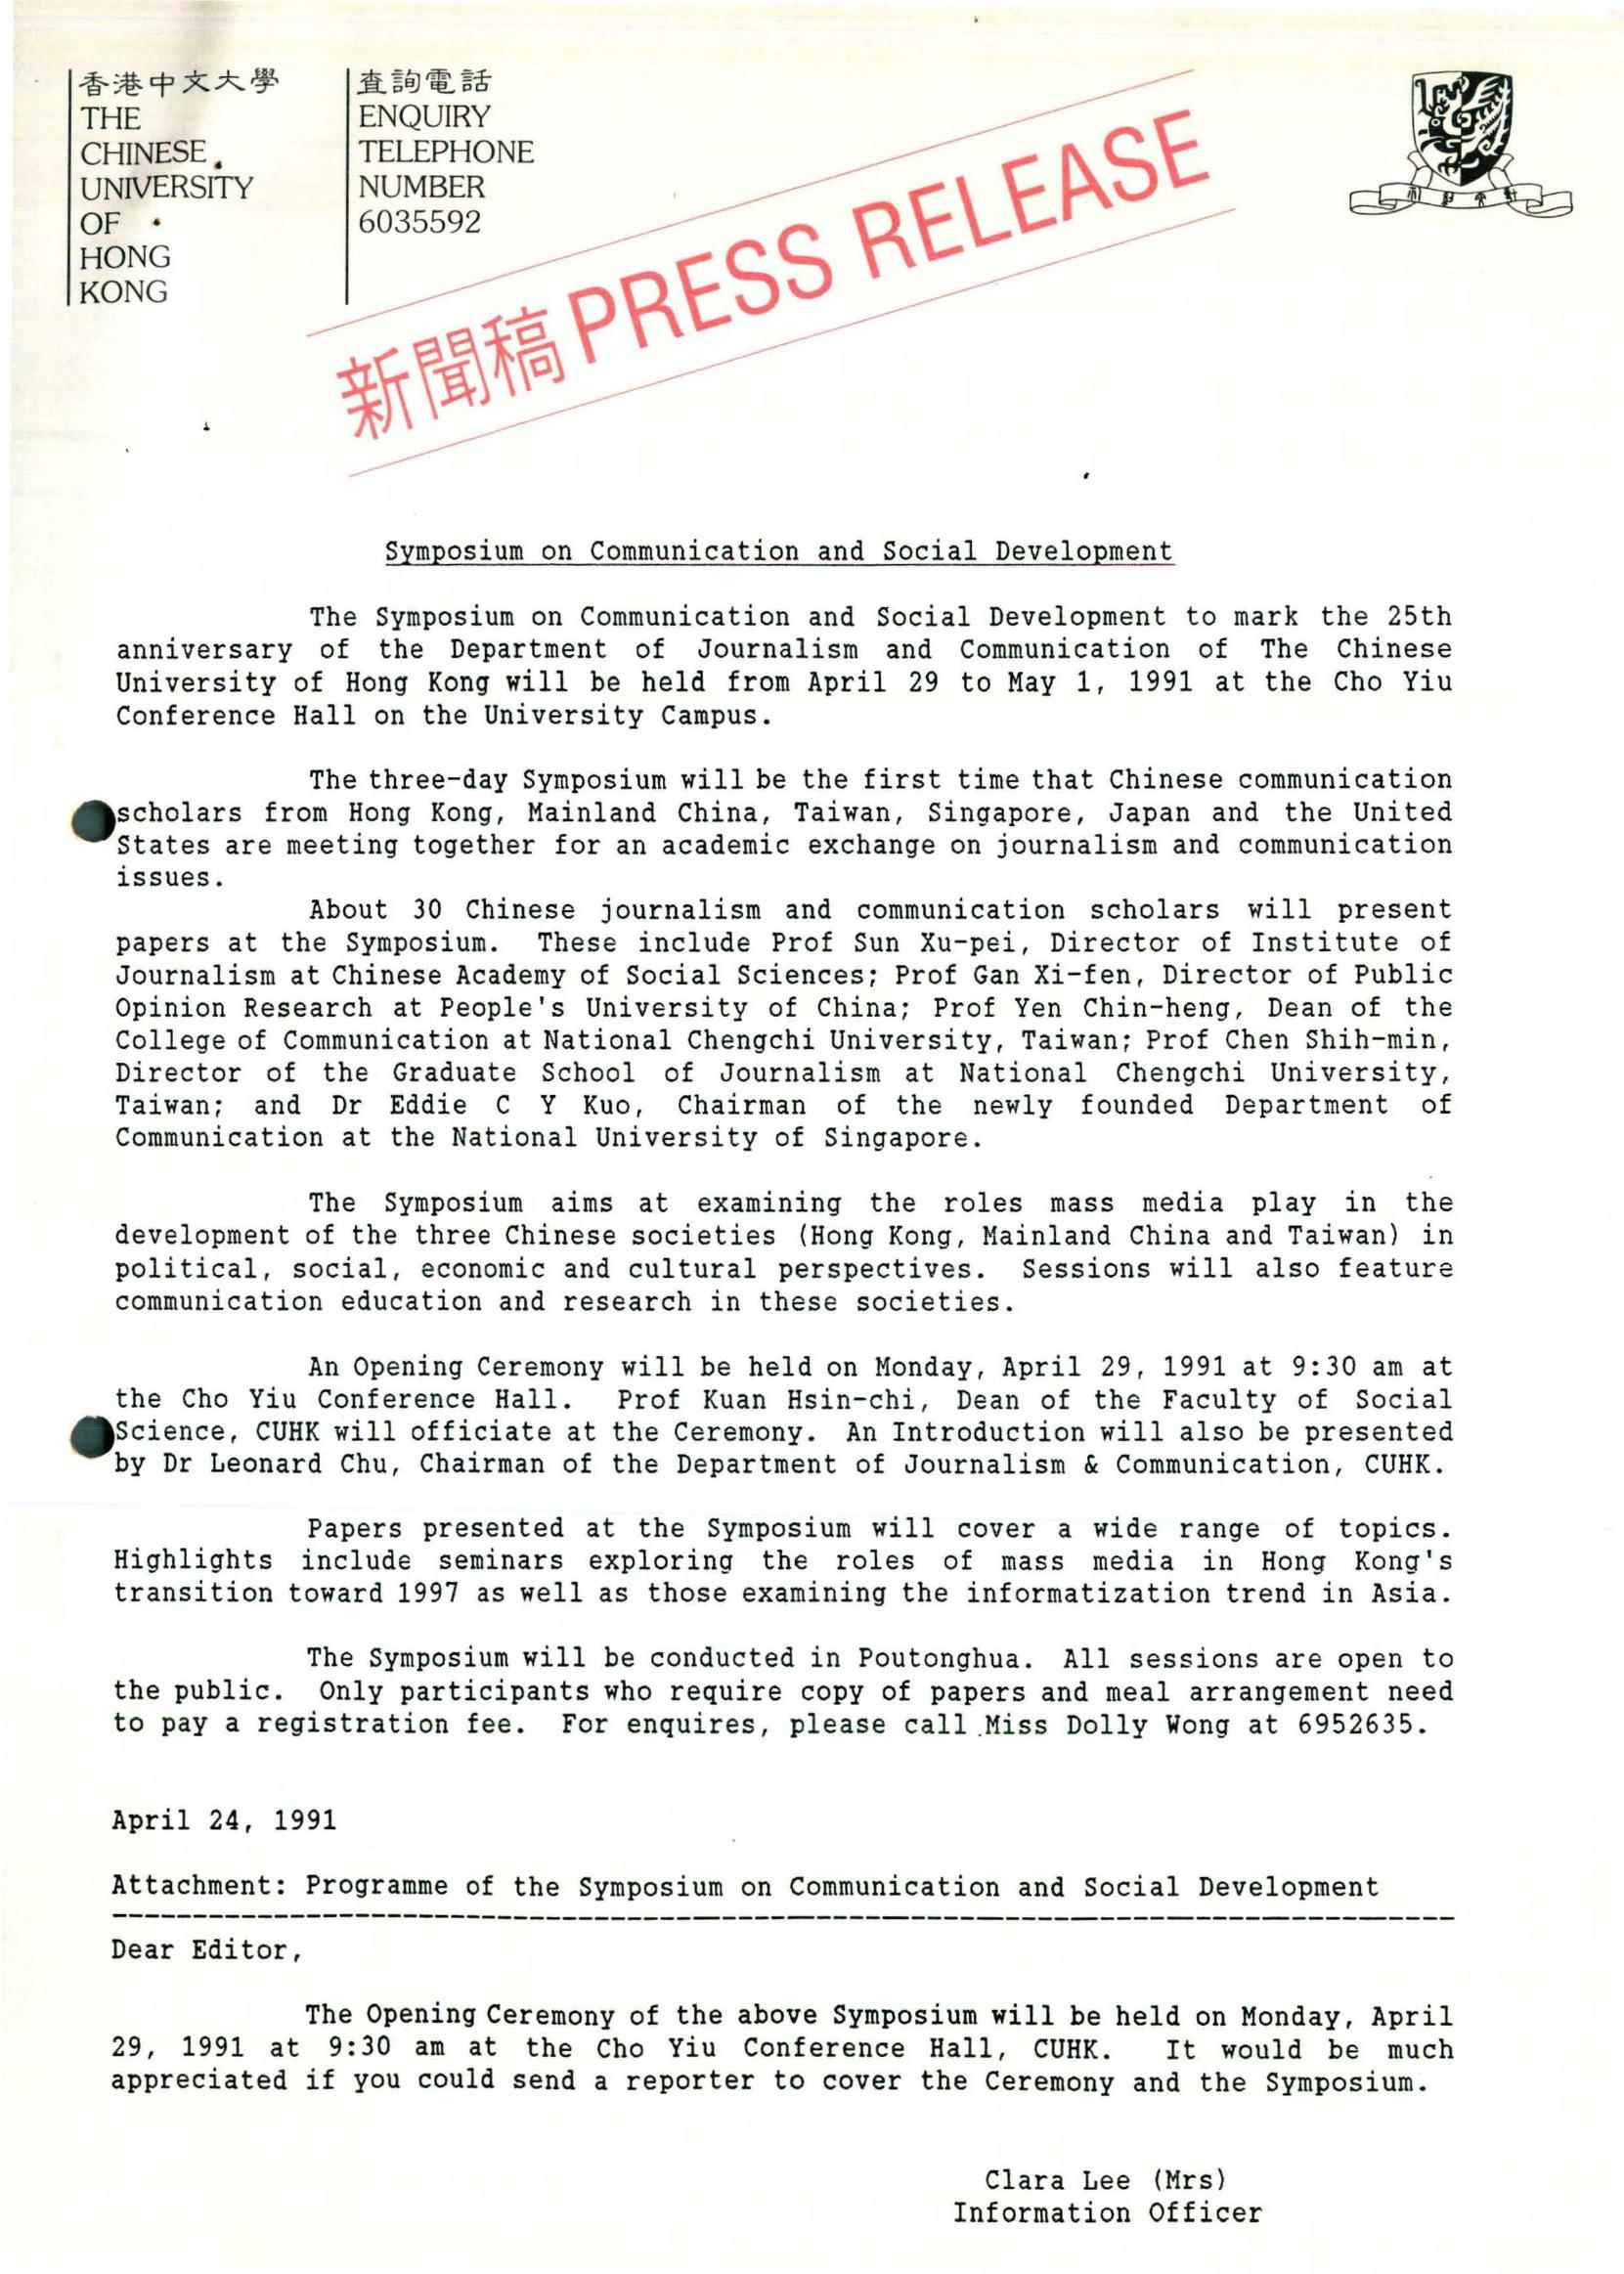 香港中文大學
THE
CHINESE
UNIVERSITY
OF
HONG
KONG
查詢電話
ENQUIRY
TELEPHONE
NUMBER
6035592
新聞稿 PRESS RELEASE
Symposium on Communication and Social Development
The Symposium on Communication and Social Development to mark the 25th
anniversary of the Department of Journalism and Communication of The Chinese
University of Hong Kong will be held from April 29 to May 1, 1991 at the Cho Yiu
Conference Hall on the University Campus.
The three-day Symposium will be the first time that Chinese communication
scholars from Hong Kong, Mainland China, Taiwan, Singapore, Japan and the United
States are meeting together for an academic exchange on journalism and communication
issues.
About 30 Chinese journalism and communication scholars will present
papers at the Symposium. These include Prof Sun Xu-pei, Director of Institute of
Journalism at Chinese Academy of Social Sciences; Prof Gan Xi-fen, Director of Public
Opinion Research at People's University of China; Prof Yen Chin-heng, Dean of the
College of Communication at National Chengchi University, Taiwan; Prof Chen Shih-min,
Director of the Graduate School of Journalism at National Chengchi University,
Taiwan; and Dr Eddie C Y Kuo, Chairman of the newly founded Department of
Communication at the National University of Singapore.
The Symposium aims at examining the roles mass media play in the
development of the three Chinese societies (Hong Kong, Mainland China and Taiwan) in
political, social, economic and cultural perspectives. Sessions will also feature
communication education and research in these societies.
An Opening Ceremony will be held on Monday, April 29, 1991 at 9:30 am at
the Cho Yiu Conference Hall. Prof Kuan Hsin-chi, Dean of the Faculty of Social
Science, CUHK will officiate at the Ceremony. An Introduction will also be presented
by Dr Leonard Chu, Chairman of the Department of Journalism & Communication, CUHK.
Papers presented at the Symposium will cover a wide range of topics.
Highlights include seminars exploring the roles of mass media in Hong Kong's
transition toward 1997 as well as those examining the informatization trend in Asia.
The Symposium will be conducted in Poutonghua. All sessions are open to
the public. Only participants who require copy of papers and meal arrangement need
to pay a registration fee. For enquires, please call Miss Dolly Wong at 6952635.
April 24, 1991
Attachment: Programme of the Symposium on Communication and Social Development
Dear Editor,
The Opening Ceremony of the above Symposium will be held on Monday, April
29, 1991 at 9:30 am at the Cho Yiu Conference Hall, CUHK. It would be much
appreciated if you could send a reporter to cover the Ceremony and the Symposium.
Clara Lee (Mrs)
Information Officer